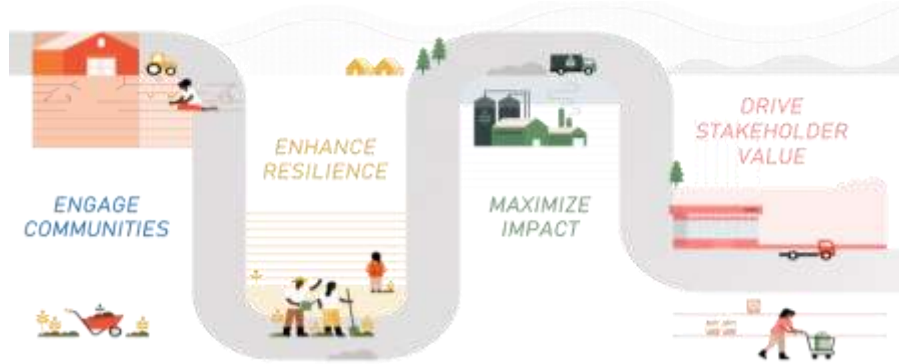 ENGAGE
COMMUNITIES
ENHANCE
RESILIENCE
MAXIMIZE
IMPACT
DRIVE
STAKEHOLDER
VALUE